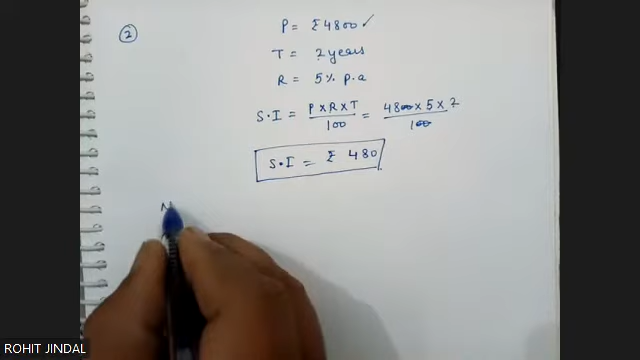 ②
P = ₹4800 ✓
T = 2 years
R = 5% p.a
S.I = P×R×T/100 = 4800×5×2/100
S.I = ₹ 480
N
ROHIT JINDAL